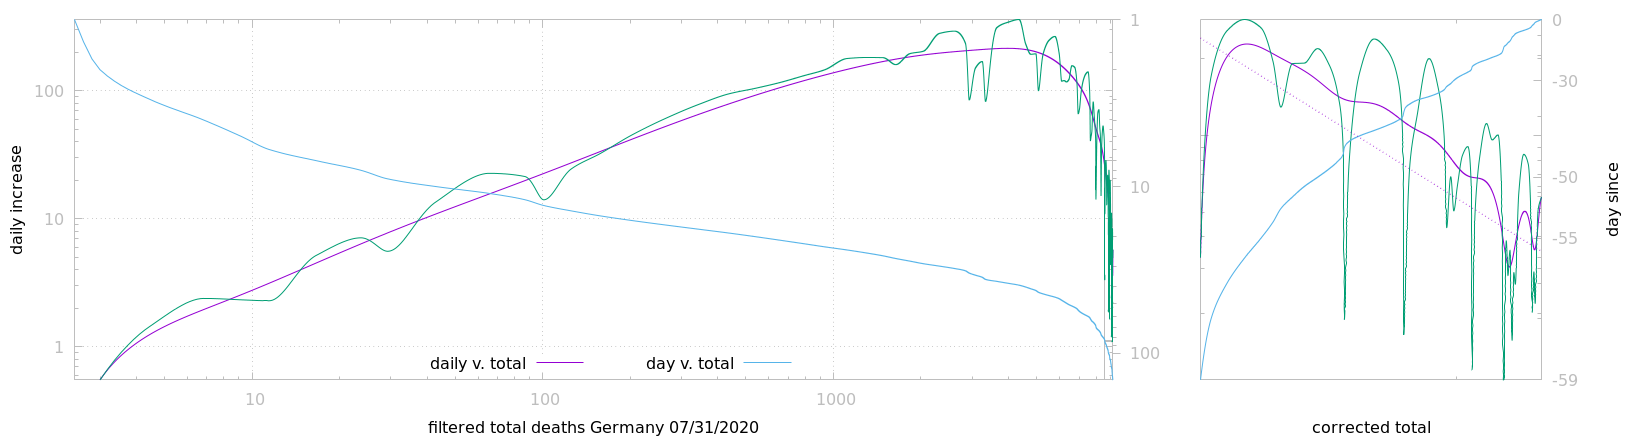 daily increase
100
10
1
10
100
1000
1
10
100
daily v. total
day v. total
filtered total deaths Germany 07/31/2020
0
-30
-50
-55
-59
day since
corrected total